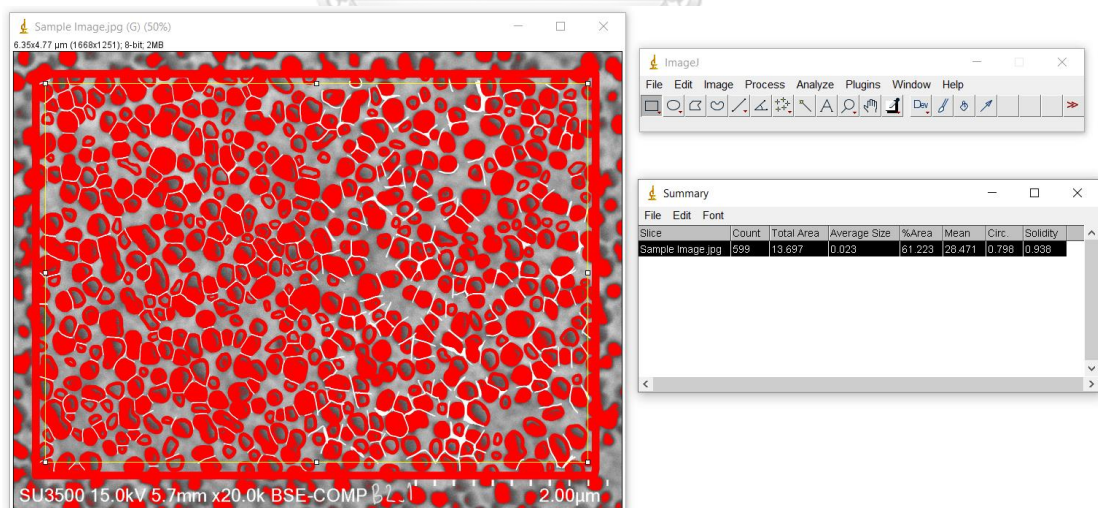 Sample Image.jpg (G) (50%)
6.35x4.77 µm (1668x1251); 8-bit; 2MB
SU3500 15.0kV 5.7mm x20.0k BSE-COMP
2.00µm
ImageJ
File Edit Image Process Analyze Plugins Window Help
Dev
Summary
File Edit Font
Slice Count Total Area Average Size %Area Mean Circ. Solidity
Sample Image.jpg 599 13.697 0.023 61.223 28.471 0.798 0.938